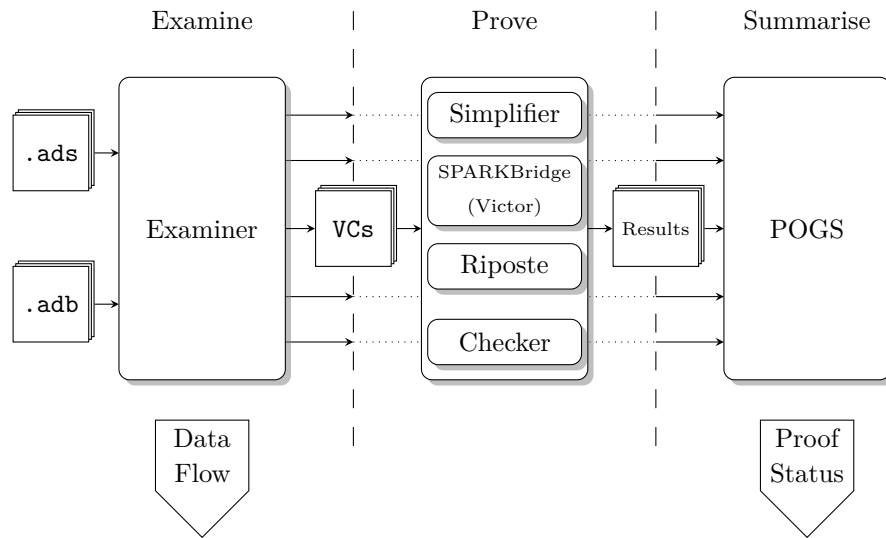 Examine
Prove
Summarise
.ads
.adb
Examiner
VCs
Simplifier
SPARKBridge
(Victor)
Riposte
Checker
Results
POGS
Data
Flow
Proof
Status